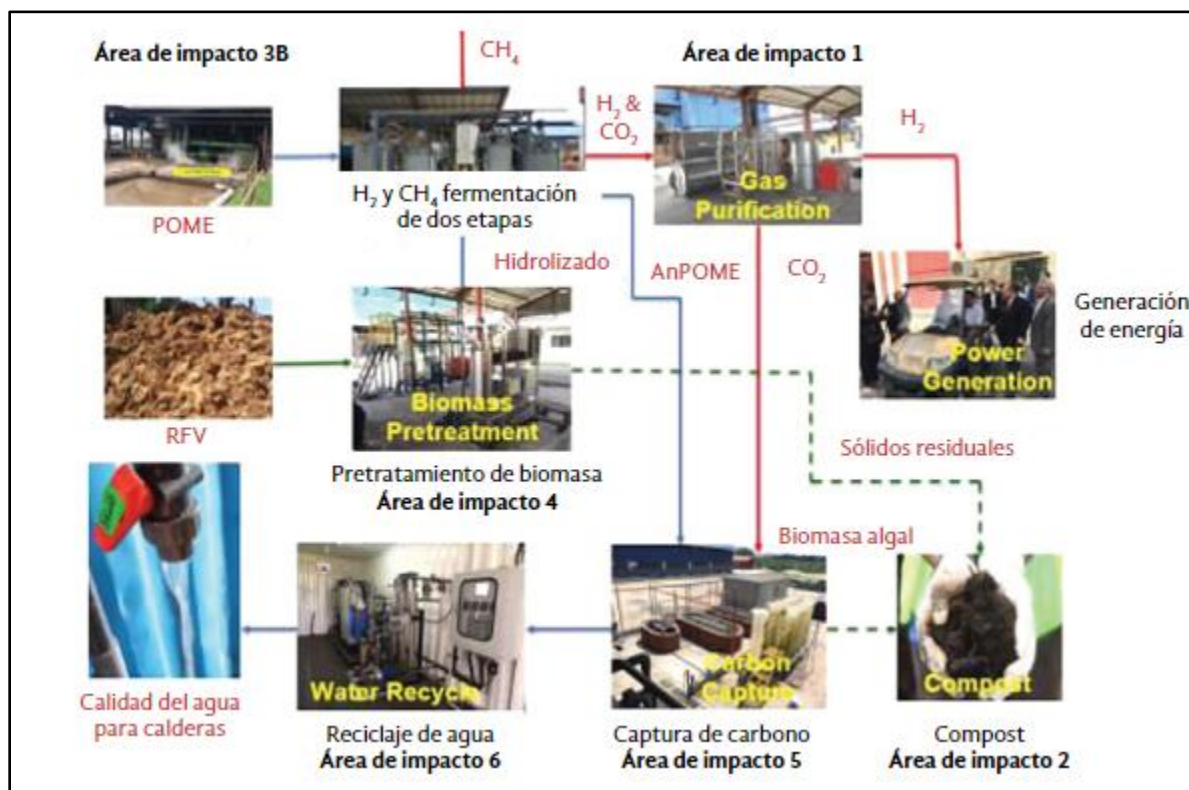 Área de impacto 3B
CH₄
Área de impacto 1
H₂ &
CO₂
H₂
Gas
Purification
POME
H₂ y CH₄ fermentación
de dos etapas
Hidrolizado
AnPOME
CO₂
Power
Generation
Generación
de energía
Biomass
Pretreatment
RFV
Pretratamiento de biomasa
Área de impacto 4
Sólidos residuales
Biomasa algal
Water Recycle
Carbon
Capture
Compost
Calidad del agua
para calderas
Reciclaje de agua
Área de impacto 6
Captura de carbono
Área de impacto 5
Compost
Área de impacto 2